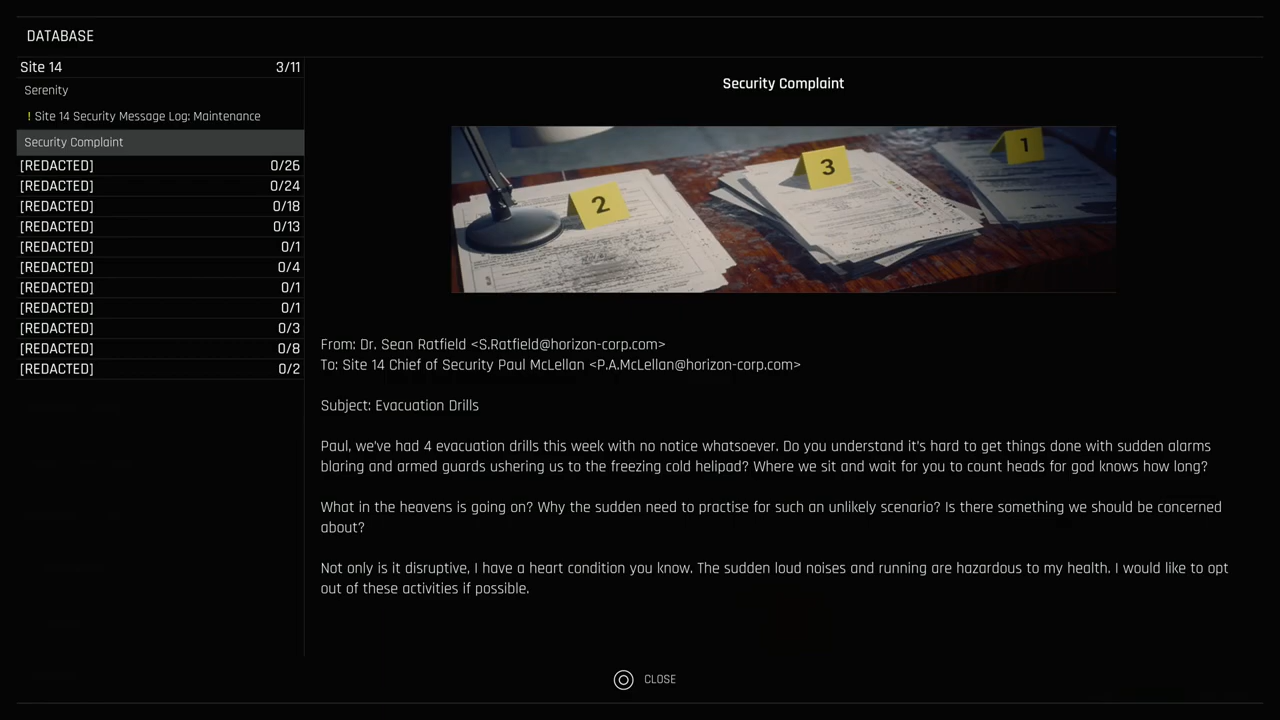 DATABASE
Site 14 3/11
Serenity
! Site 14 Security Message Log: Maintenance
Security Complaint
[REDACTED] 0/26
[REDACTED] 0/24
[REDACTED] 0/18
[REDACTED] 0/13
[REDACTED] 0/1
[REDACTED] 0/4
[REDACTED] 0/1
[REDACTED] 0/1
[REDACTED] 0/3
[REDACTED] 0/8
[REDACTED] 0/2
Security Complaint
2
3
1
From: Dr. Sean Ratfield <S.Ratfield@horizon-corp.com>
To: Site 14 Chief of Security Paul McLellan <P.A.McLellan@horizon-corp.com>
Subject: Evacuation Drills
Paul, we've had 4 evacuation drills this week with no notice whatsoever. Do you understand it's hard to get things done with sudden alarms
blaring and armed guards ushering us to the freezing cold helipad? Where we sit and wait for you to count heads for god knows how long?
What in the heavens is going on? Why the sudden need to practise for such an unlikely scenario? Is there something we should be concerned
about?
Not only is it disruptive, I have a heart condition you know. The sudden loud noises and running are hazardous to my health. I would like to opt
out of these activities if possible.
CLOSE